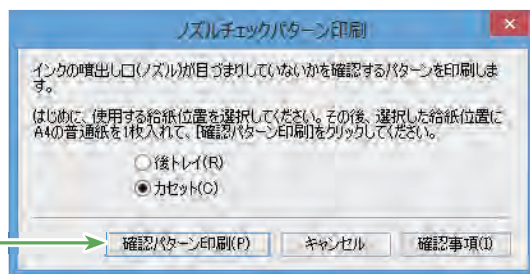 ノズルチェックパターン印刷
インクの噴出し口(ノズル)が目づまりしていないかを確認するパターンを印刷しま
す。
はじめに、使用する給紙位置を選択してください。その後、選択した給紙位置に
A4の普通紙を1枚入れて、[確認パターン印刷]をクリックしてください。
後トレイ(R)
カセット(C)
確認パターン印刷(P) キャンセル 確認事項(I)